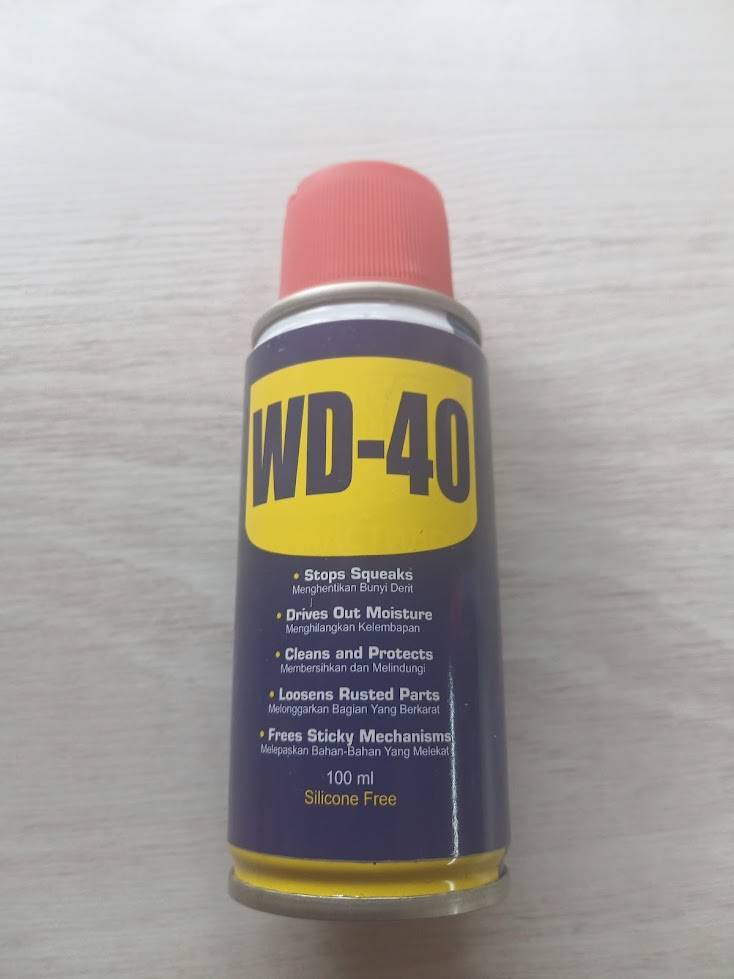 WD-40
• Stops Squeaks
Menghentikan Bunyi Derit
• Drives Out Moisture
Menghilangkan Kelembapan
• Cleans and Protects
Membersihkan dan Melindungi
• Loosens Rusted Parts
Melonggarkan Bagian Yang Berkarat
• Frees Sticky Mechanisms
Melepaskan Bahan-Bahan Yang Melekat
100 ml
Silicone Free